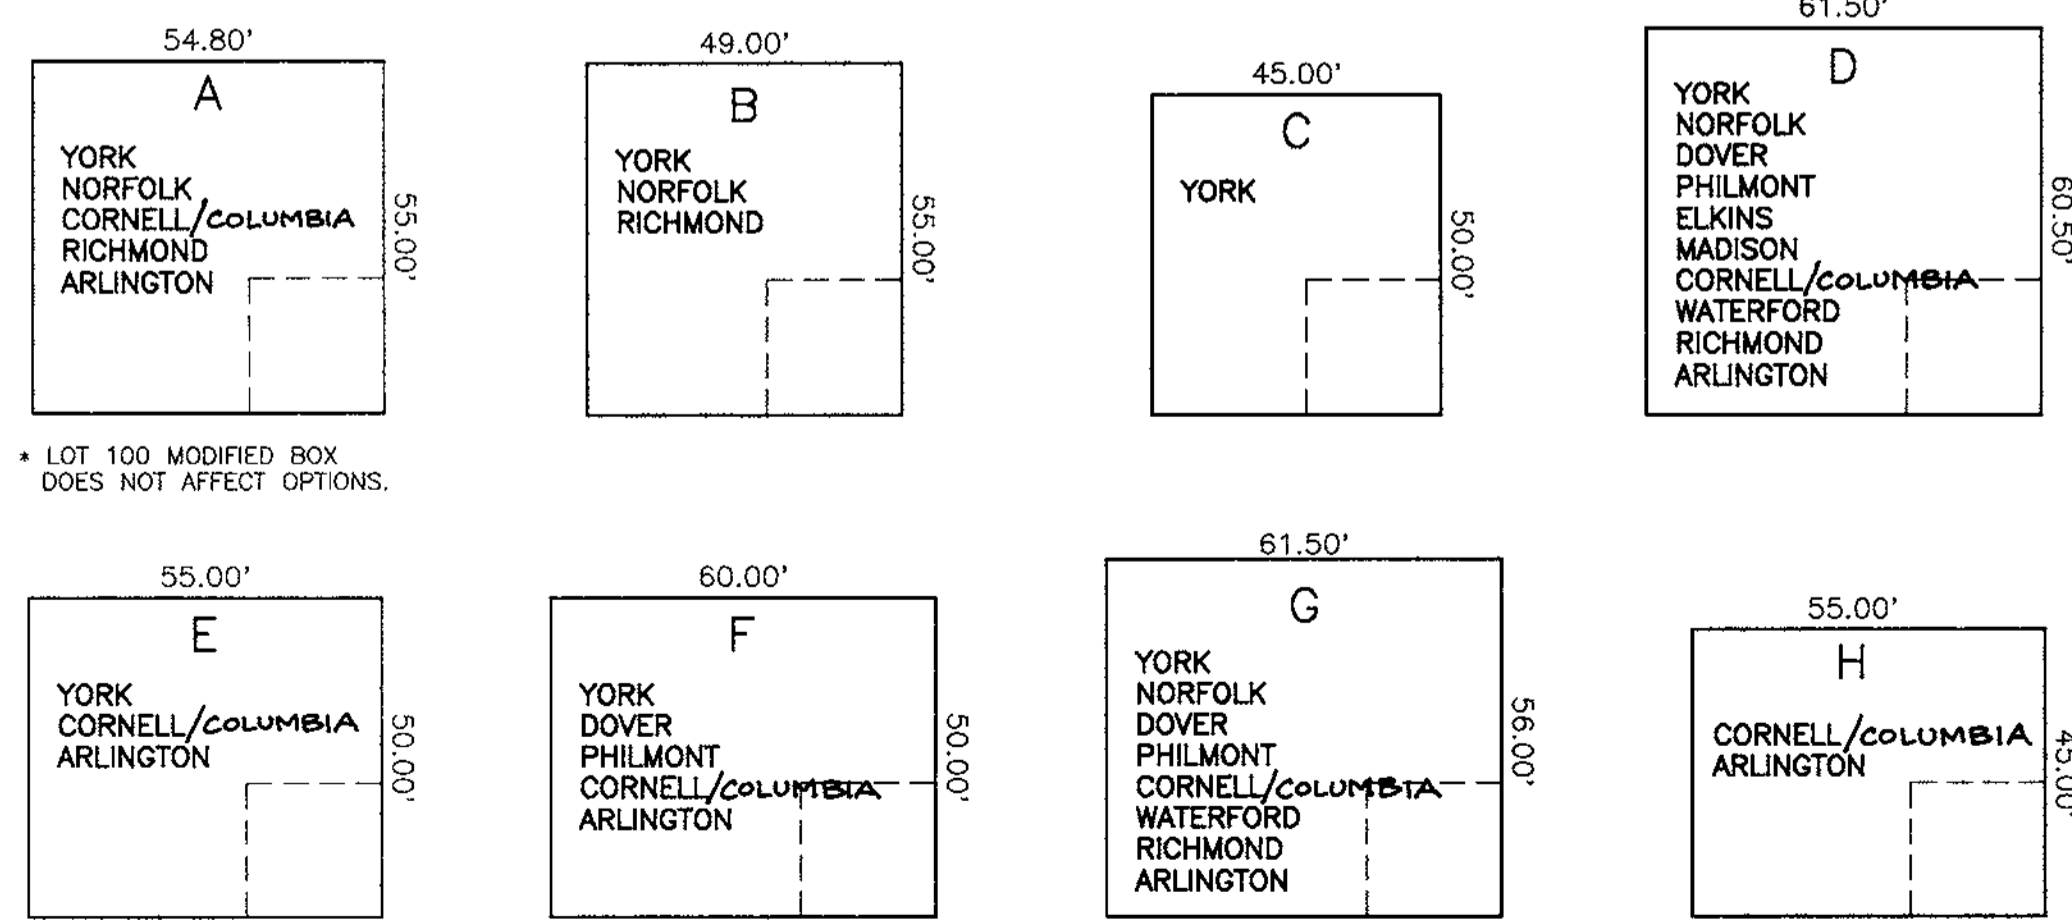 54.80'
A
YORK
NORFOLK
CORNELL/COLUMBIA
RICHMOND
ARLINGTON
55.00'
* LOT 100 MODIFIED BOX
DOES NOT AFFECT OPTIONS.
49.00'
B
YORK
NORFOLK
RICHMOND
55.00'
45.00'
C
YORK
50.00'
61.50'
D
YORK
NORFOLK
DOVER
PHILMONT
ELKINS
MADISON
CORNELL/COLUMBIA
WATERFORD
RICHMOND
ARLINGTON
60.50'
55.00'
E
YORK
CORNELL/COLUMBIA
ARLINGTON
50.00'
60.00'
F
YORK
DOVER
PHILMONT
CORNELL/COLUMBIA
ARLINGTON
50.00'
61.50'
G
YORK
NORFOLK
DOVER
PHILMONT
CORNELL/COLUMBIA
WATERFORD
RICHMOND
ARLINGTON
56.00'
55.00'
H
CORNELL/COLUMBIA
ARLINGTON
45.00'